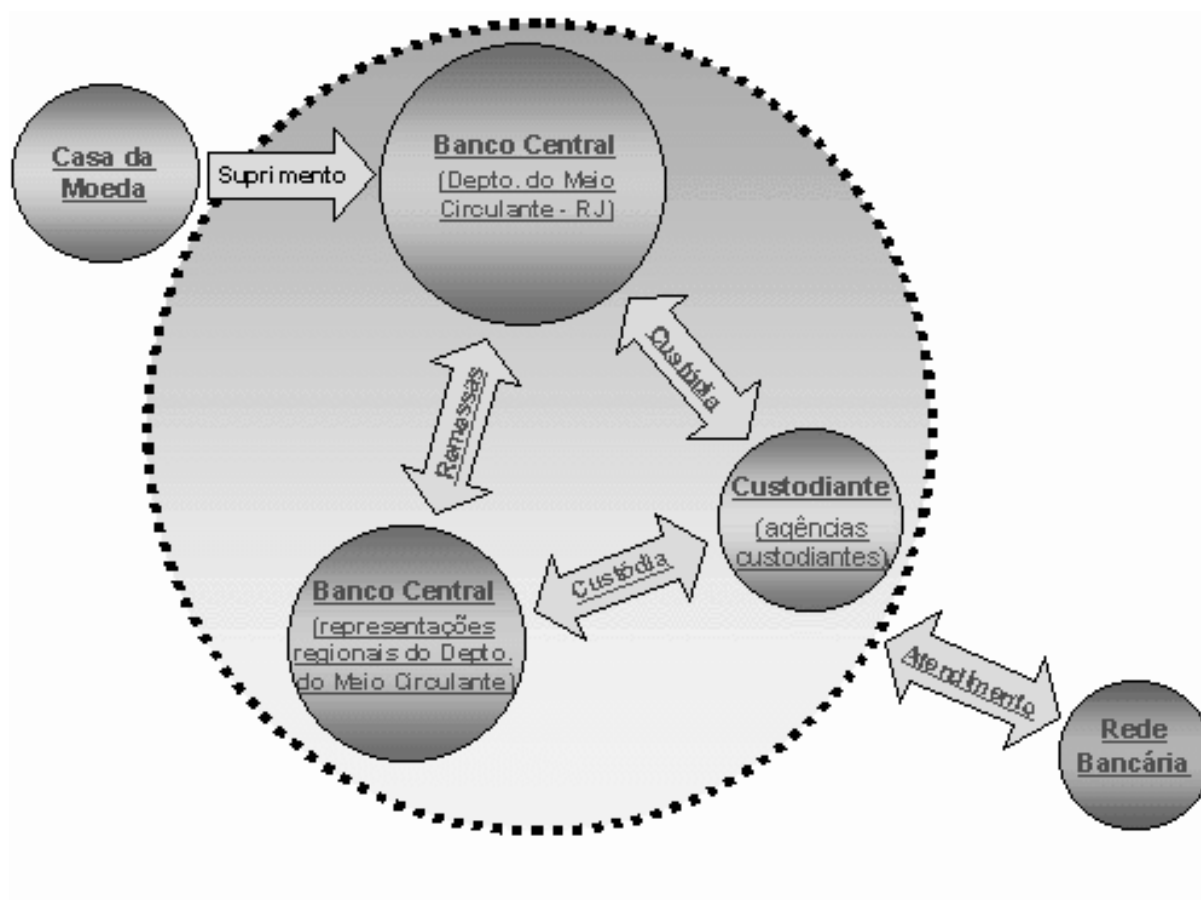 Casa da
Moeda
Suprimento
Banco Central
(Depto. do Meio
Circulante - RJ)
Remessas
Custódia
Custodiante
(agências
custodiantes)
Custódia
Banco Central
(representações
regionais do Depto.
do Meio Circulante)
Atendimento
Rede
Bancária